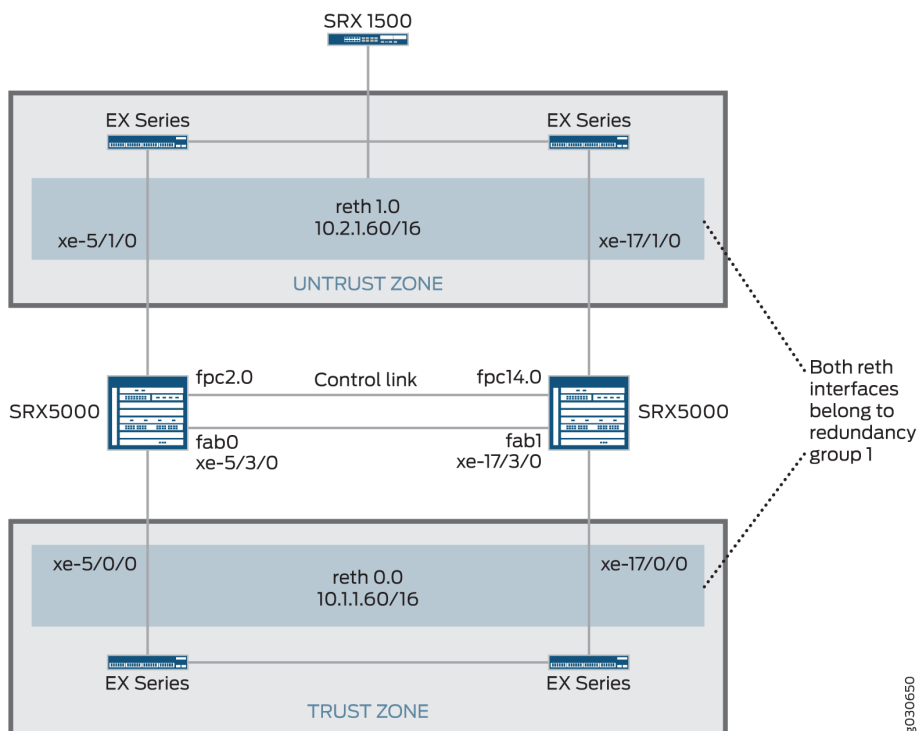 SRX 1500
EX Series
EX Series
reth 1.0
10.2.1.60/16
xe-5/1/0
xe-17/1/0
UNTRUST ZONE
fpc2.0
Control link
fpc14.0
SRX5000
SRX5000
fab0
xe-5/3/0
fab1
xe-17/3/0
Both reth
interfaces
belong to
redundancy
group 1
xe-5/0/0
xe-17/0/0
reth 0.0
10.1.1.60/16
EX Series
EX Series
TRUST ZONE
g030650